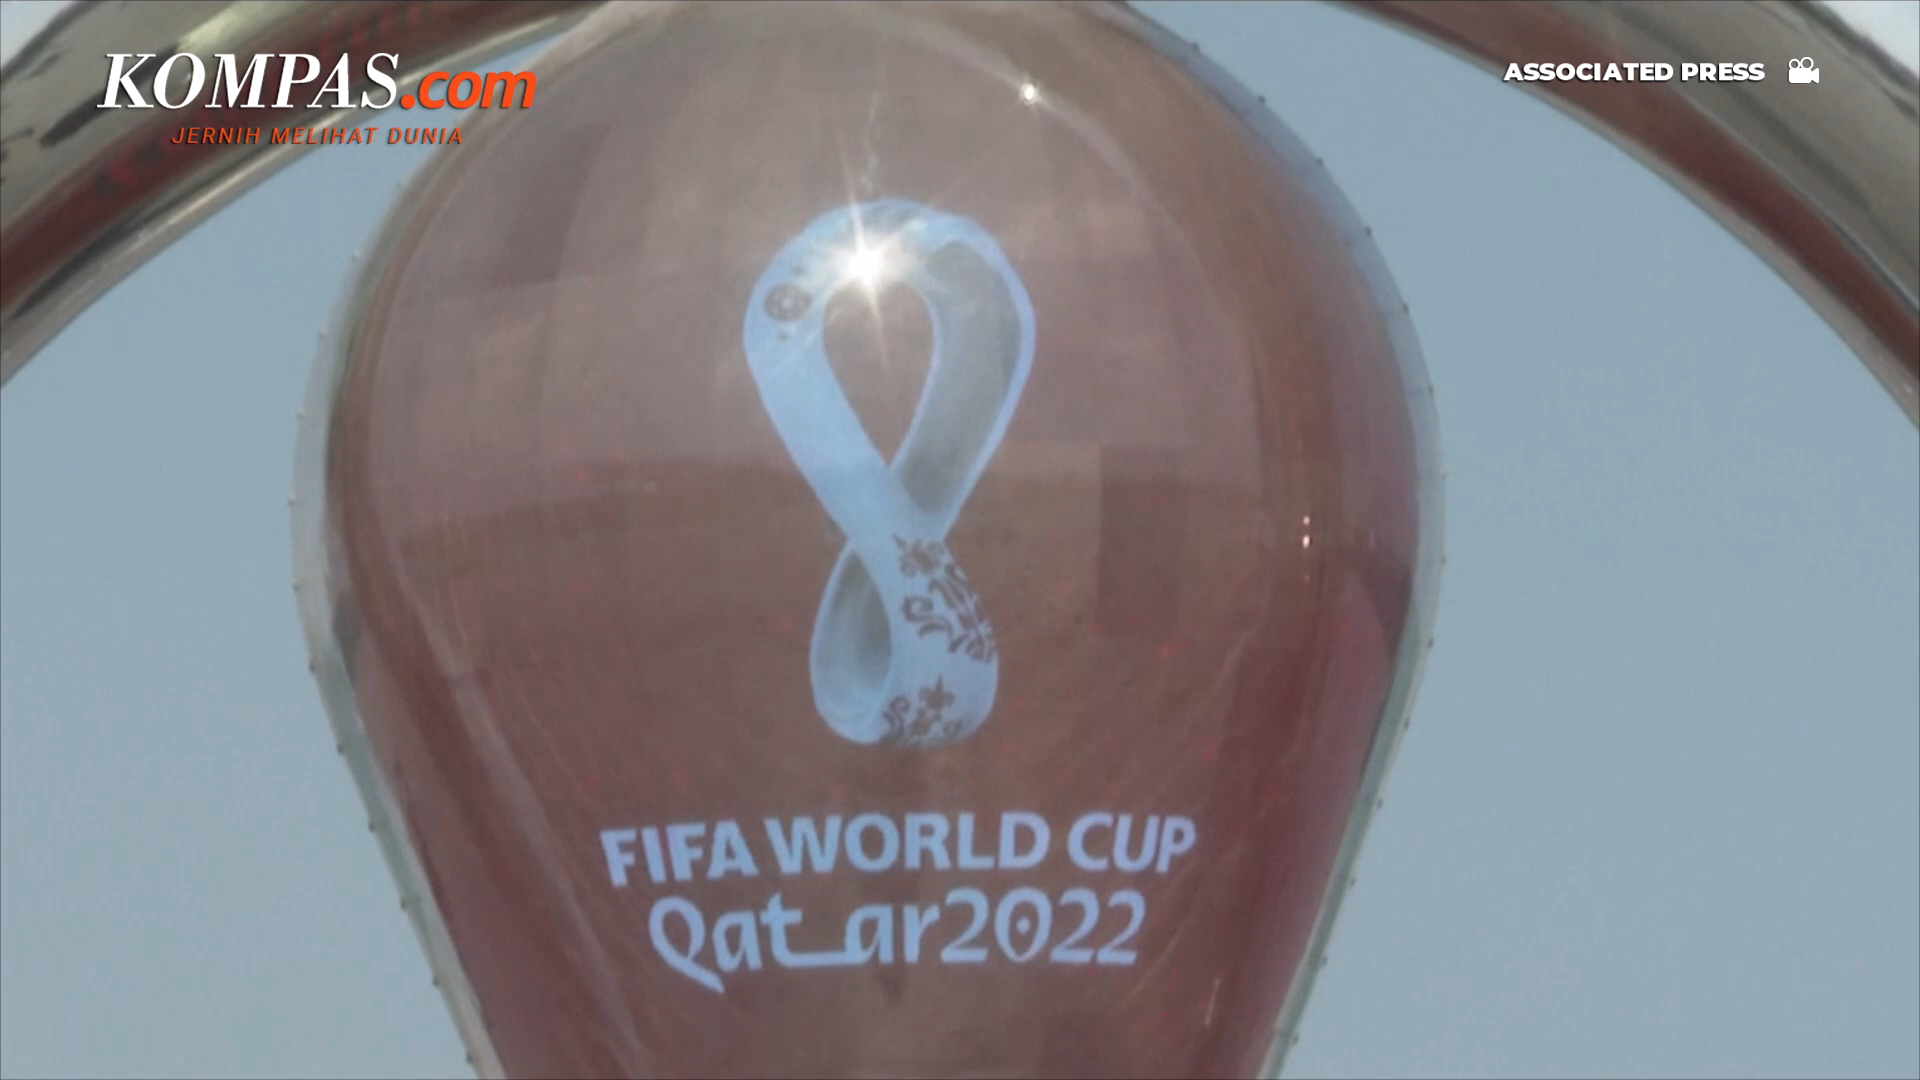 KOMPAS.com
JERNIH MELIHAT DUNIA
ASSOCIATED PRESS
FIFA WORLD CUP
Qatar2022